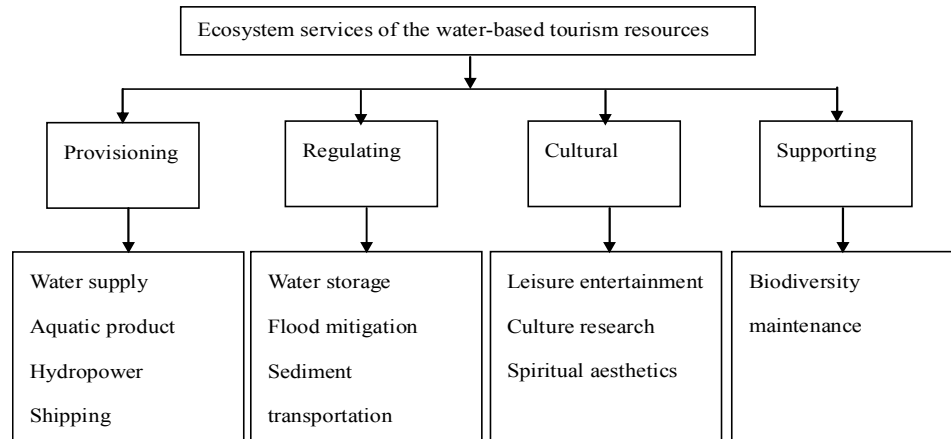 Ecosystem services of the water-based tourism resources
Provisioning
Regulating
Cultural
Supporting
Water supply
Aquatic product
Hydropower
Shipping
Water storage
Flood mitigation
Sediment
transportation
Leisure entertainment
Culture research
Spiritual aesthetics
Biodiversity
maintenance